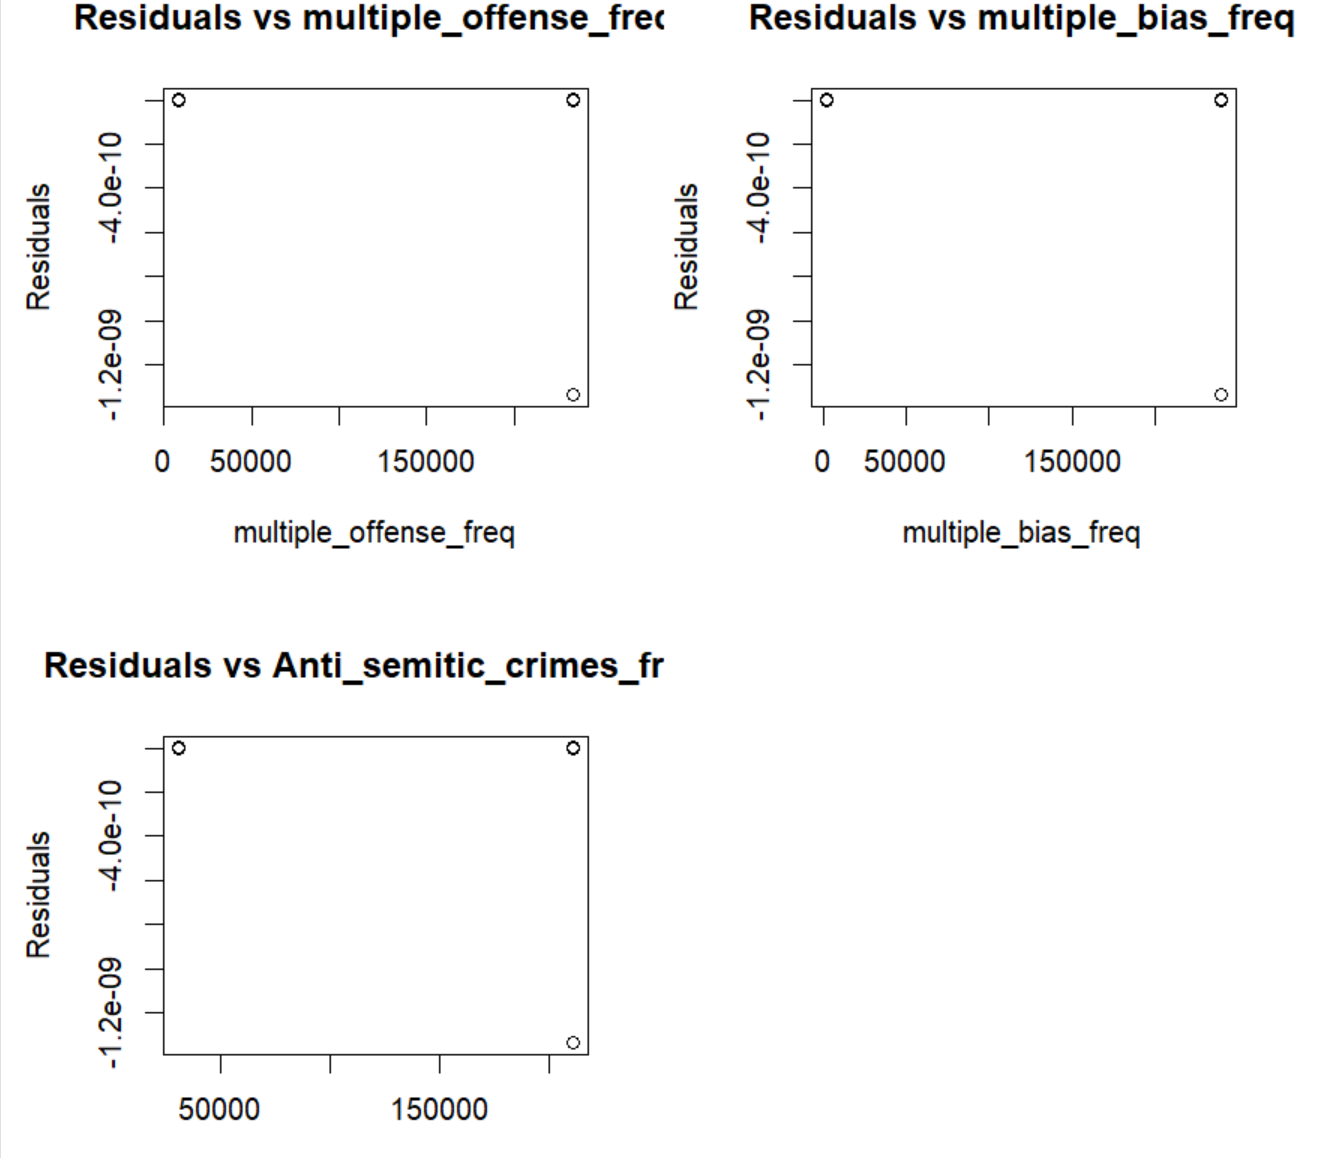 Residuals vs multiple_offense_freq
Residuals vs multiple_bias_freq
Residuals
-4.0e-10
-1.2e-09
0 50000 150000
multiple_offense_freq
Residuals
-4.0e-10
-1.2e-09
0 50000 150000
multiple_bias_freq
Residuals vs Anti_semitic_crimes_fr
Residuals
-4.0e-10
-1.2e-09
50000 150000